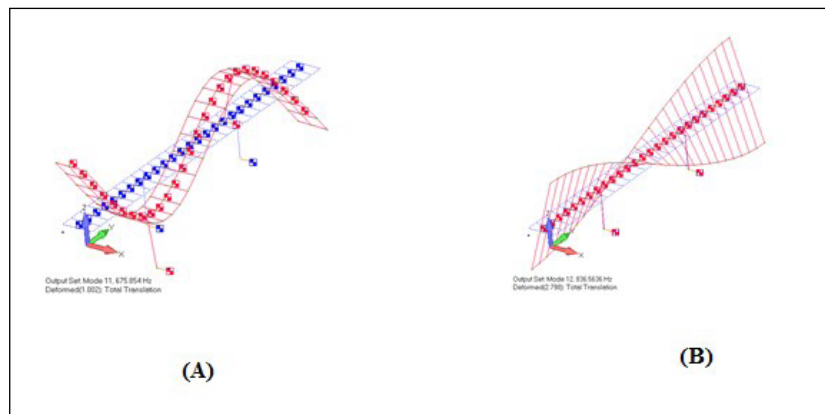 Z
Y
X
Output Set: Mode 11, 675.854 Hz
Deformed(1.002): Total Translation
(A)
Z
Y
X
Output Set: Mode 12, 836.5636 Hz
Deformed(2.798): Total Translation
(B)